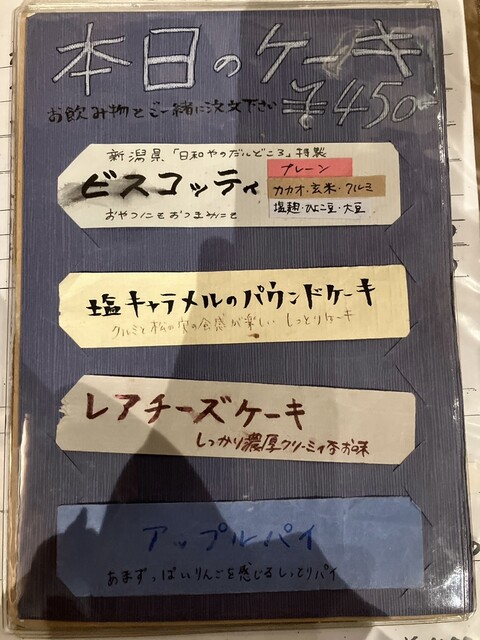 本日のケーキ
お飲み物とご一緒に注文下さい ¥450-
新潟県、「日和やのだんどころ」特製
ビスコッティ
プレーン
カカオ・玄米・クルミ
塩麹・ひよこ豆・大豆
おやつにもおつまみにも
塩キャラメルのパウンドケーキ
クルミと松の実の食感が楽しい しっとりケーキ
レアチーズケーキ
しっかり濃厚クリーミィなお味
アップルパイ
あまずっぱいりんごを感じるしっとりパイ